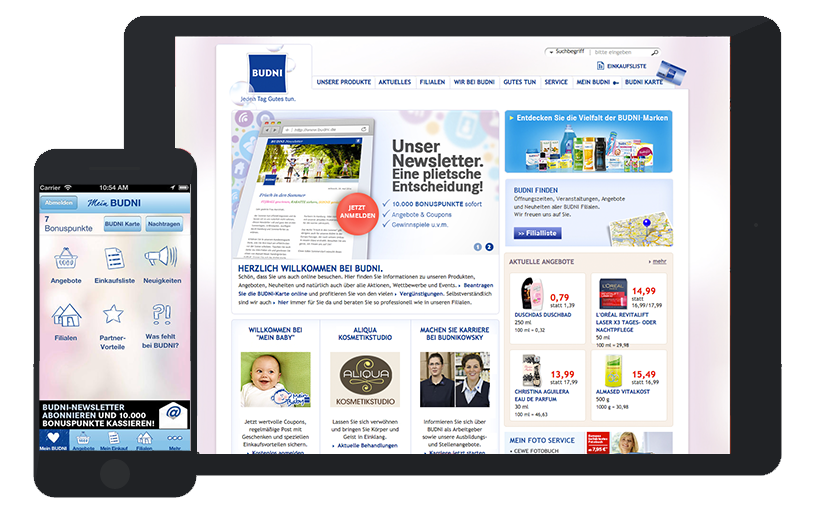 Suchbegriff
bitte eingeben
EINKAUFSLISTE
BUDNI
Jeden Tag Gutes tun.
UNSERE PRODUKTE
AKTUELLES
FILIALEN
WIR BEI BUDNI
GUTES TUN
SERVICE
MEIN BUDNI
BUDNI KARTE
Unser
Newsletter.
Eine plietsche
Entscheidung!
10.000 BONUSPUNKTE sofort
Angebote & Coupons
Gewinnspiele u.v.m.
JETZT
ANMELDEN
1 2
HERZLICH WILLKOMMEN BEI BUDNI.
Schön, dass Sie uns auch online besuchen. Hier finden Sie Informationen zu unseren Produkten,
Angeboten, Neuheiten und natürlich auch über alle Aktionen, Wettbewerbe und Events. › Beantragen
Sie die BUDNI-Karte online und profitieren Sie von den vielen › Vergünstigungen. Selbstverständlich
sind wir auch › hier immer für Sie da und beraten Sie so professionell wie in unseren Filialen.
WILLKOMMEN BEI
"MEIN BABY"
Mein Baby
Jetzt wertvolle Coupons,
regelmäßige Post mit
Geschenken und speziellen
Einkaufsvorteilen sichern.
› Kostenlos anmelden
ALIQUA
KOSMETIKSTUDIO
ALIQUA
KOSMETIKSTUDIO
Lassen Sie sich verwöhnen
und bringen Sie Körper und
Geist in Einklang.
› Aktuelle Behandlungen
MACHEN SIE KARRIERE
BEI BUDNIKOWSKY
Informieren Sie sich über
BUDNI als Arbeitgeber
sowie unsere Ausbildungs-
und Stellenangebote.
› Karriere jetzt starten
Entdecken Sie die Vielfalt der BUDNI-Marken
BUDNI FINDEN
Öffnungszeiten, Veranstaltungen, Angebote
und Neuheiten aller BUDNI Filialen.
Wir freuen uns auf Sie.
>> Filialliste
AKTUELLE ANGEBOTE
› mehr
0,79
statt 1,39
DUSCHDAS DUSCHBAD
250 ml
100 ml = 0,32
L'ORÉAL
14,99
statt
16,99/17,99
L'ORÉAL REVITALIFT
LASER X3 TAGES- ODER
NACHTPFLEGE
50 ml
100 ml = 29,98
13,99
statt 17,99
CHRISTINA AGUILERA
EAU DE PARFUM
30 ml
100 ml = 46,63
15,49
statt 16,99
ALMASED VITALKOST
500 g
1000 g = 30,98
MEIN FOTO SERVICE
• CEWE FOTOBUCH
ab 7,95 €*
Carrier
10:54 AM
Abmelden
Mein BUDNI
7
Bonuspunkte
BUDNI Karte
Nachtragen
Angebote
Einkaufsliste
Neuigkeiten
Filialen
Partner-
Vorteile
Was fehlt
bei BUDNI?
BUDNI-NEWSLETTER
ABONNIEREN UND 10.000
BONUSPUNKTE KASSIEREN!
@
Mein BUDNI
Angebote
Mein Einkauf
Filialen
Mehr